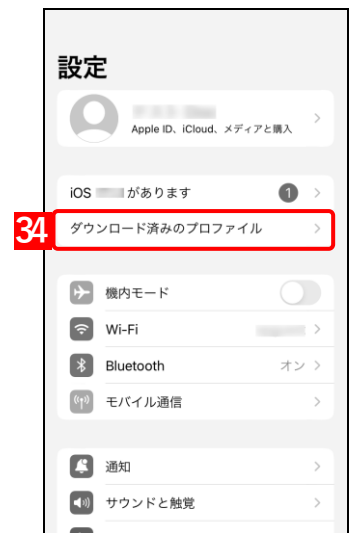 設定
Apple ID、iCloud、メディアと購入
iOS があります 1
34
ダウンロード済みのプロファイル
機内モード
Wi-Fi
Bluetooth オン
モバイル通信
通知
サウンドと触覚